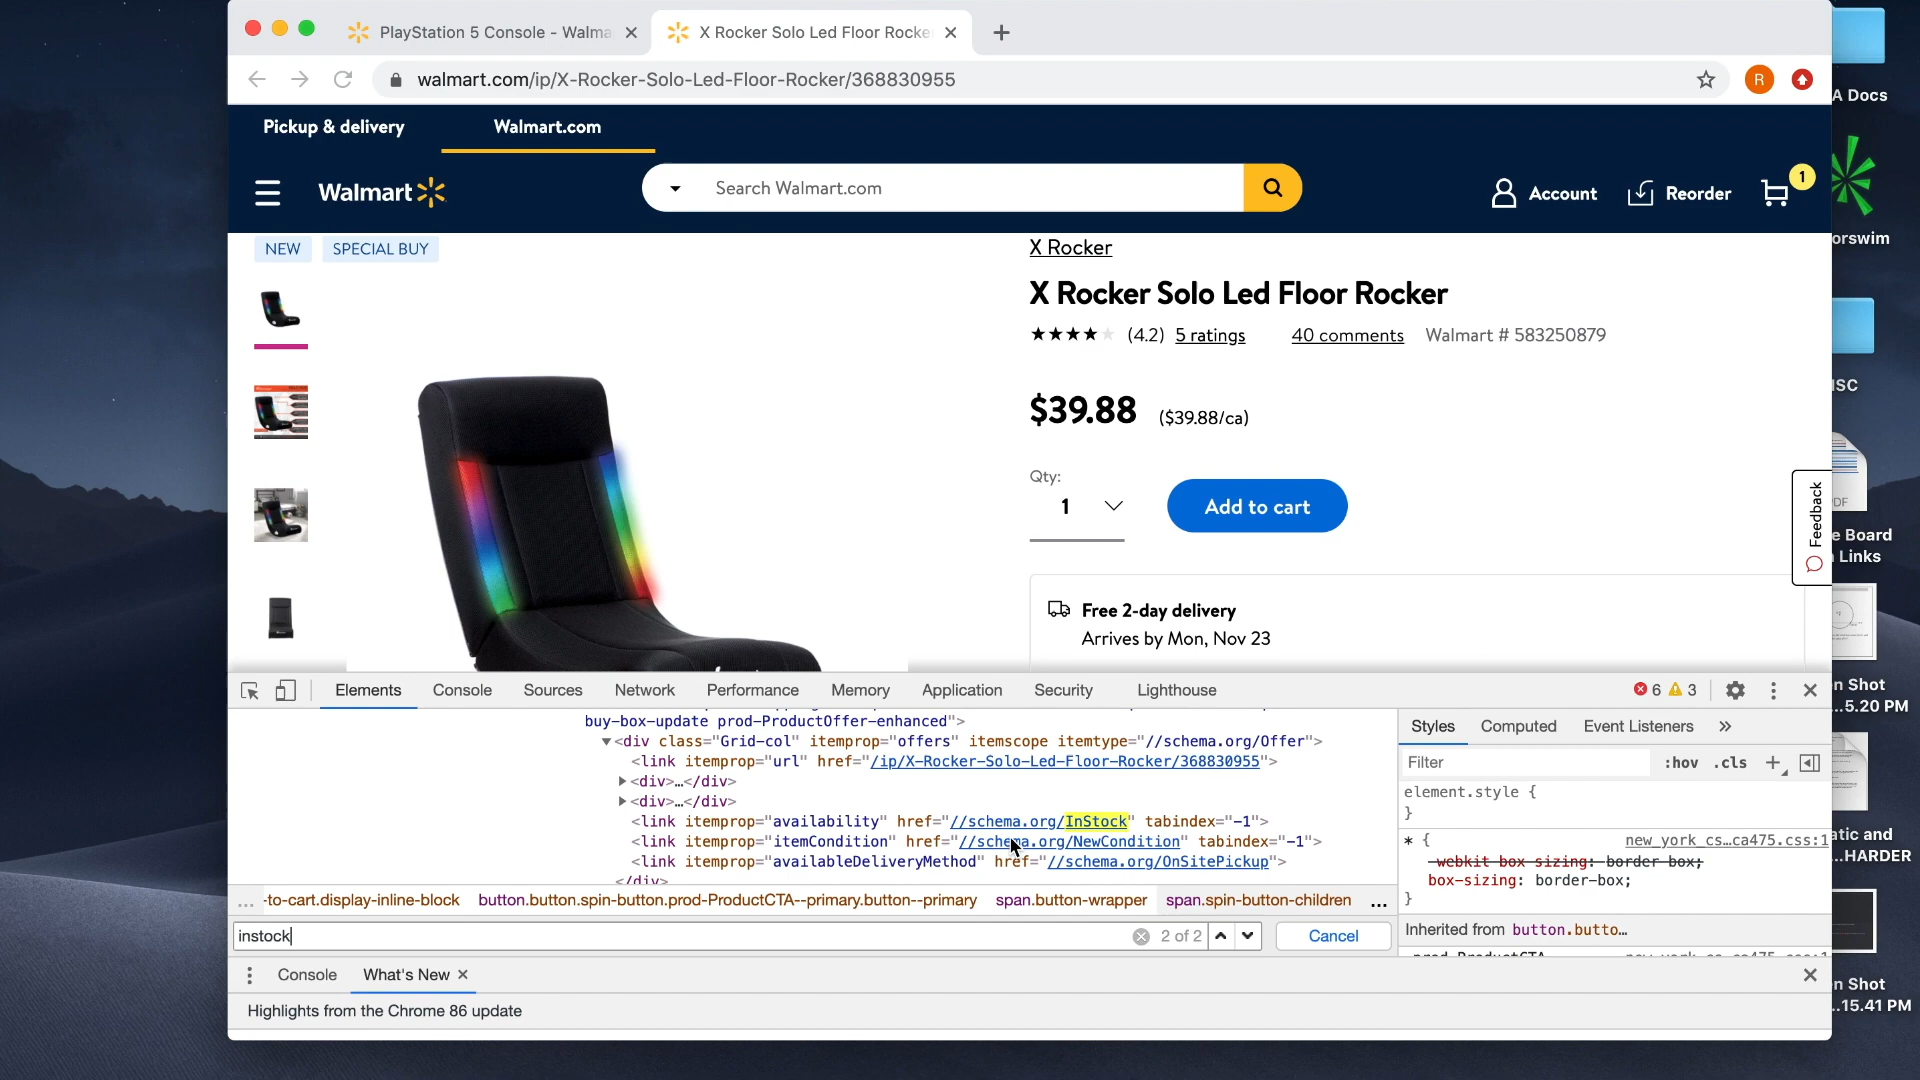 PlayStation 5 Console - Walma
X Rocker Solo Led Floor Rocke
walmart.com/ip/X-Rocker-Solo-Led-Floor-Rocker/368830955
R
Pickup & delivery
Walmart.com
Walmart
Search Walmart.com
Account
Reorder
1
NEW
SPECIAL BUY
X Rocker
X Rocker Solo Led Floor Rocker
(4.2) 5 ratings 40 comments Walmart # 583250879
$39.88 ($39.88/ca)
Qty:
1
Add to cart
Feedback
Free 2-day delivery
Arrives by Mon, Nov 23
Elements Console Sources Network Performance Memory Application Security Lighthouse 6 3
buy-box-update prod-ProductOffer-enhanced">
<div class="Grid-col" itemprop="offers" itemscope itemtype="//schema.org/Offer">
<link itemprop="url" href="/ip/X-Rocker-Solo-Led-Floor-Rocker/368830955">
<div>…</div>
<div>…</div>
<link itemprop="availability" href="//schema.org/InStock" tabindex="-1">
<link itemprop="itemCondition" href="//schema.org/NewCondition" tabindex="-1">
<link itemprop="availableDeliveryMethod" href="//schema.org/OnSitePickup">
</div>
... -to-cart.display-inline-block button.button.spin-button.prod-ProductCTA--primary.button--primary span.button-wrapper span.spin-button-children ...
instock 2 of 2 Cancel
Styles Computed Event Listeners »
Filter :hov .cls +
element.style {
}
* { new_york_cs…ca475.css:1
-webkit-box-sizing: border-box;
box-sizing: border-box;
}
Inherited from button.butto…
Console What's New
Highlights from the Chrome 86 update
A Docs
orswim
SC
PDF
e Board
Links
n Shot
...5.20 PM
atic and
...HARDER
n Shot
...15.41 PM